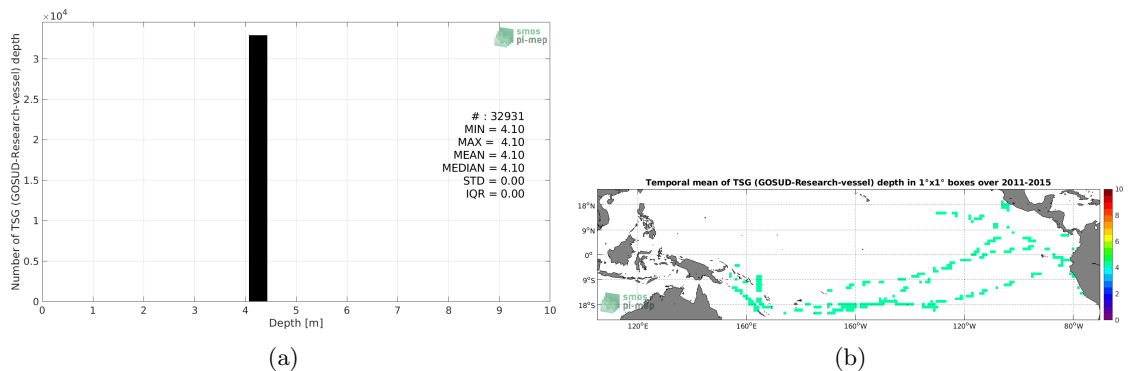 ×10⁴
smos
pi-mep
Number of TSG (GOSUD-Research-vessel) depth
3.5
3
2.5
2
1.5
1
0.5
0
# : 32931
MIN = 4.10
MAX = 4.10
MEAN = 4.10
MEDIAN = 4.10
STD = 0.00
IQR = 0.00
0 1 2 3 4 5 6 7 8 9 10
Depth [m]
(a)
Temporal mean of TSG (GOSUD-Research-vessel) depth in 1°x1° boxes over 2011-2015
18°N
9°N
0°
9°S
18°S
smos
pi-mep
120°E 160°E 160°W 120°W 80°W
10
8
6
4
2
0
(b)